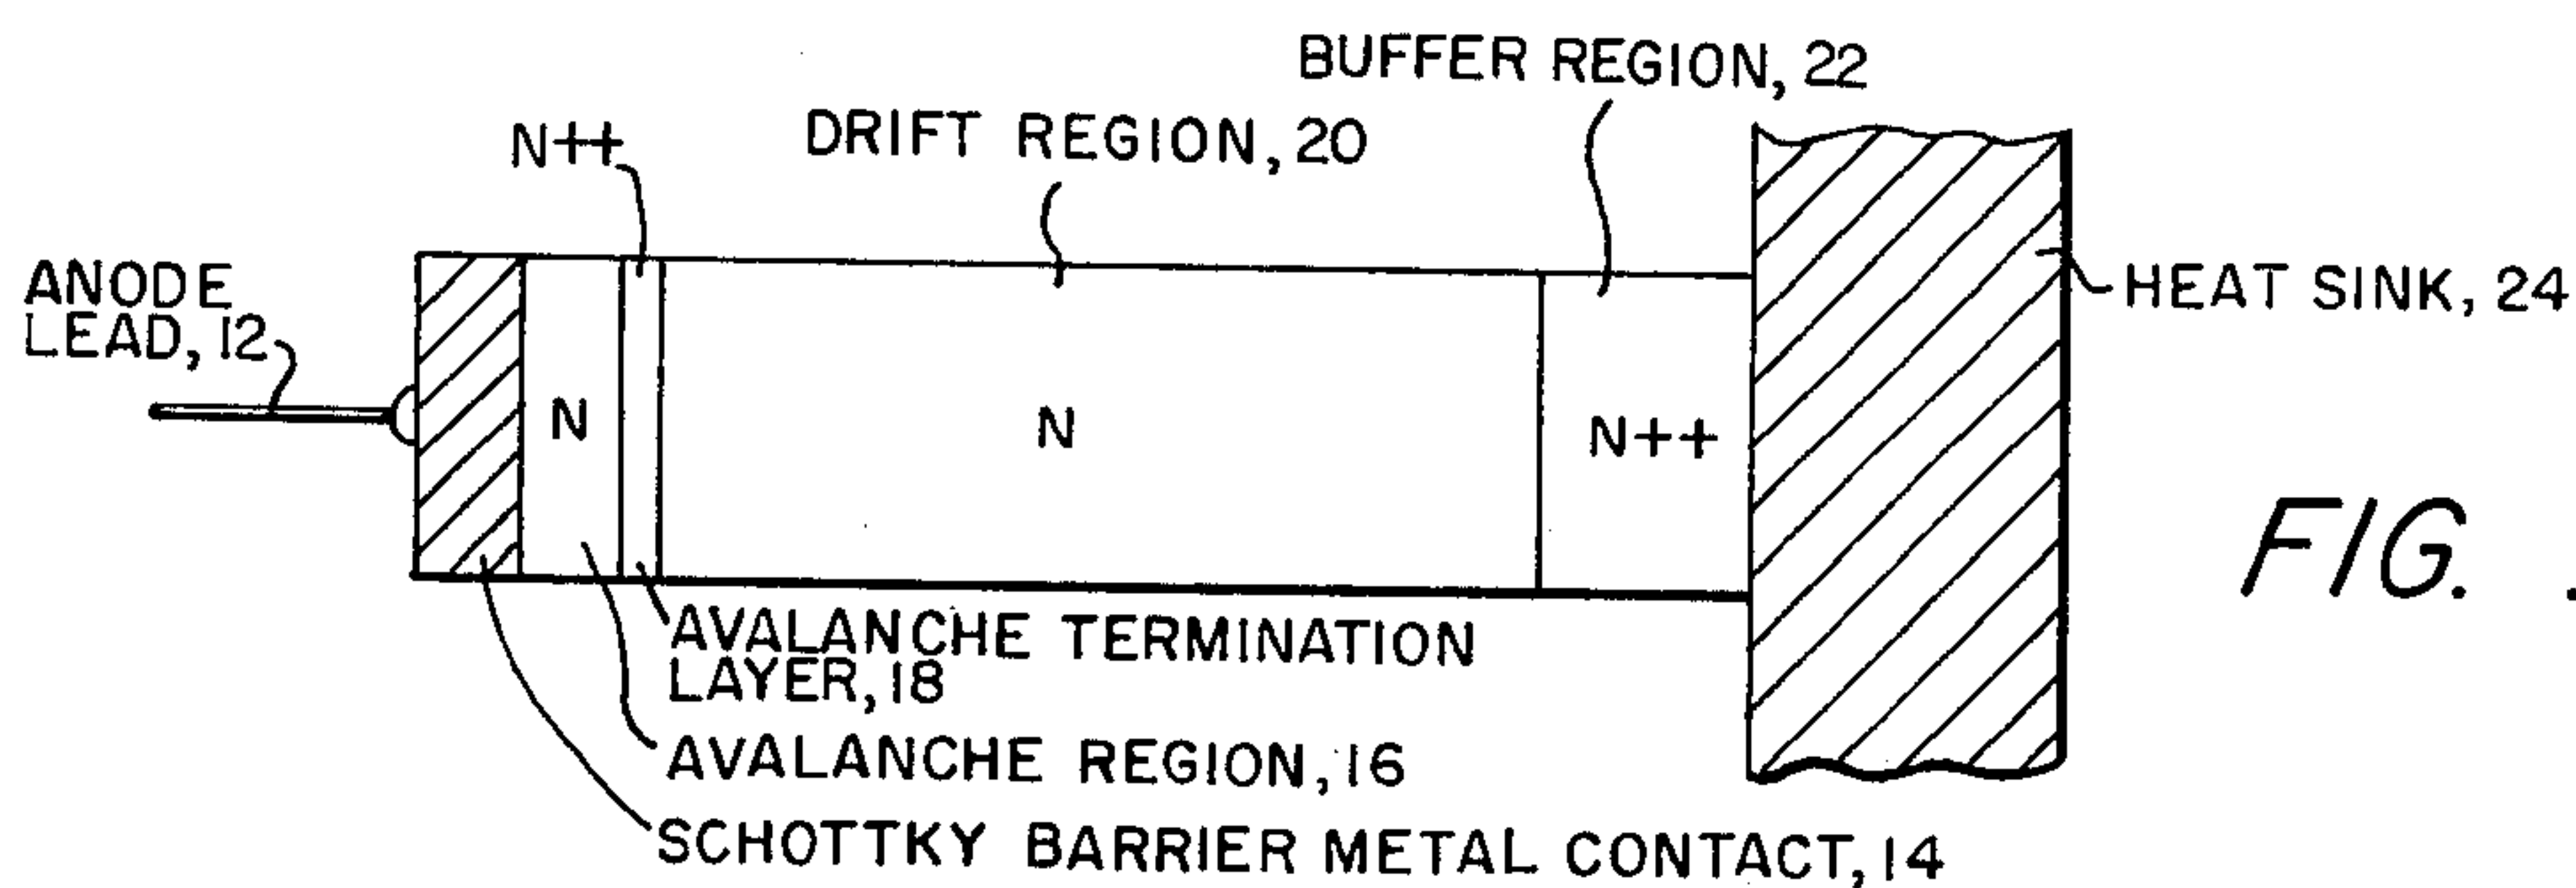 BUFFER REGION, 22
N++
DRIFT REGION, 20
ANODE
LEAD, 12
HEAT SINK, 24
N
N
N++
FIG.
AVALANCHE TERMINATION
LAYER, 18
AVALANCHE REGION, 16
SCHOTTKY BARRIER METAL CONTACT, 14